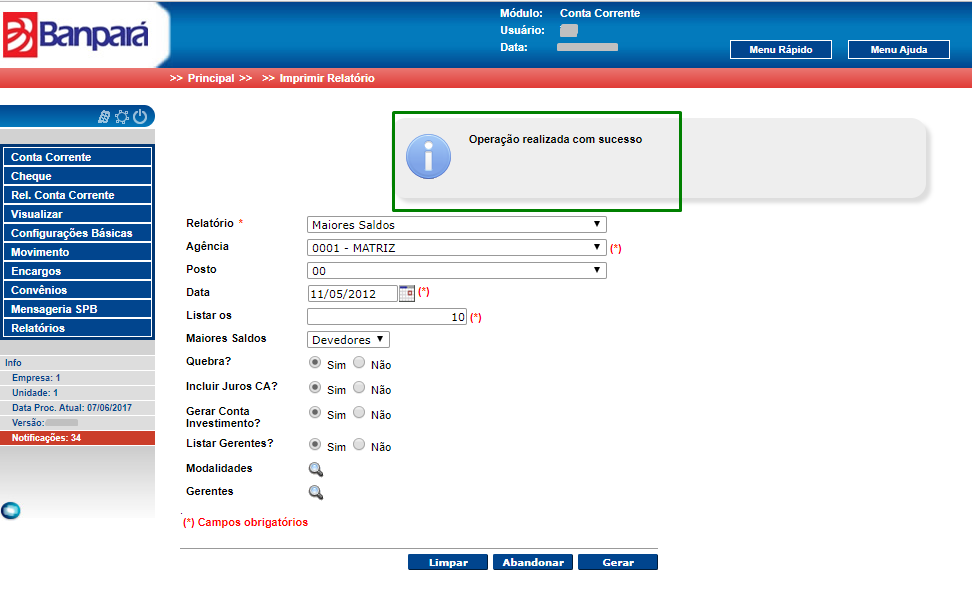 Banpará
Módulo: Conta Corrente
Usuário:
Data:
Menu Rápido
Menu Ajuda
>> Principal >> >> Imprimir Relatório
Operação realizada com sucesso
Conta Corrente
Cheque
Rel. Conta Corrente
Visualizar
Configurações Básicas
Movimento
Encargos
Convênios
Mensageria SPB
Relatórios
Info
Empresa: 1
Unidade: 1
Data Proc. Atual: 07/06/2017
Versão:
Notificações: 34
Relatório * Maiores Saldos
Agência 0001 - MATRIZ (*)
Posto 00
Data 11/05/2012 (*)
Listar os 10 (*)
Maiores Saldos Devedores
Quebra? Sim Não
Incluir Juros CA? Sim Não
Gerar Conta
Investimento? Sim Não
Listar Gerentes? Sim Não
Modalidades
Gerentes
(*) Campos obrigatórios
Limpar Abandonar Gerar